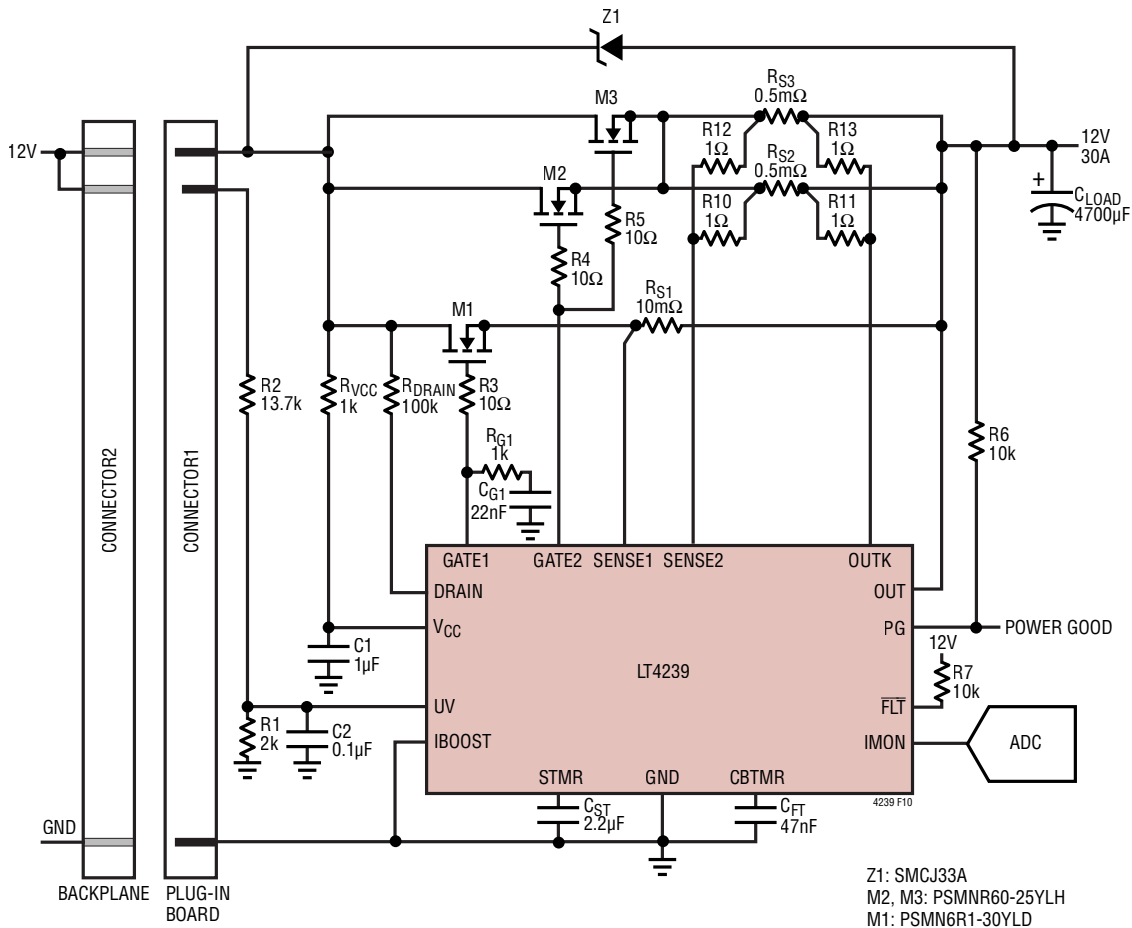 Z1
M3
RS3
0.5mΩ
12V
R12
1Ω
R13
1Ω
12V
30A
M2
RS2
0.5mΩ
R10
1Ω
R11
1Ω
+
CLOAD
4700µF
R5
10Ω
R4
10Ω
M1
RS1
10mΩ
R2
13.7k
RVCC
1k
RDRAIN
100k
R3
10Ω
RG1
1k
CG1
22nF
R6
10k
CONNECTOR2
CONNECTOR1
GATE1
GATE2
SENSE1
SENSE2
OUTK
DRAIN
OUT
VCC
PG
POWER GOOD
C1
1µF
LT4239
12V
R7
10k
UV
FLT
R1
2k
C2
0.1µF
IBOOST
IMON
ADC
STMR
GND
CBTMR
4239 F10
CST
2.2µF
CFT
47nF
GND
BACKPLANE
PLUG-IN
BOARD
Z1: SMCJ33A
M2, M3: PSMNR60-25YLH
M1: PSMN6R1-30YLD